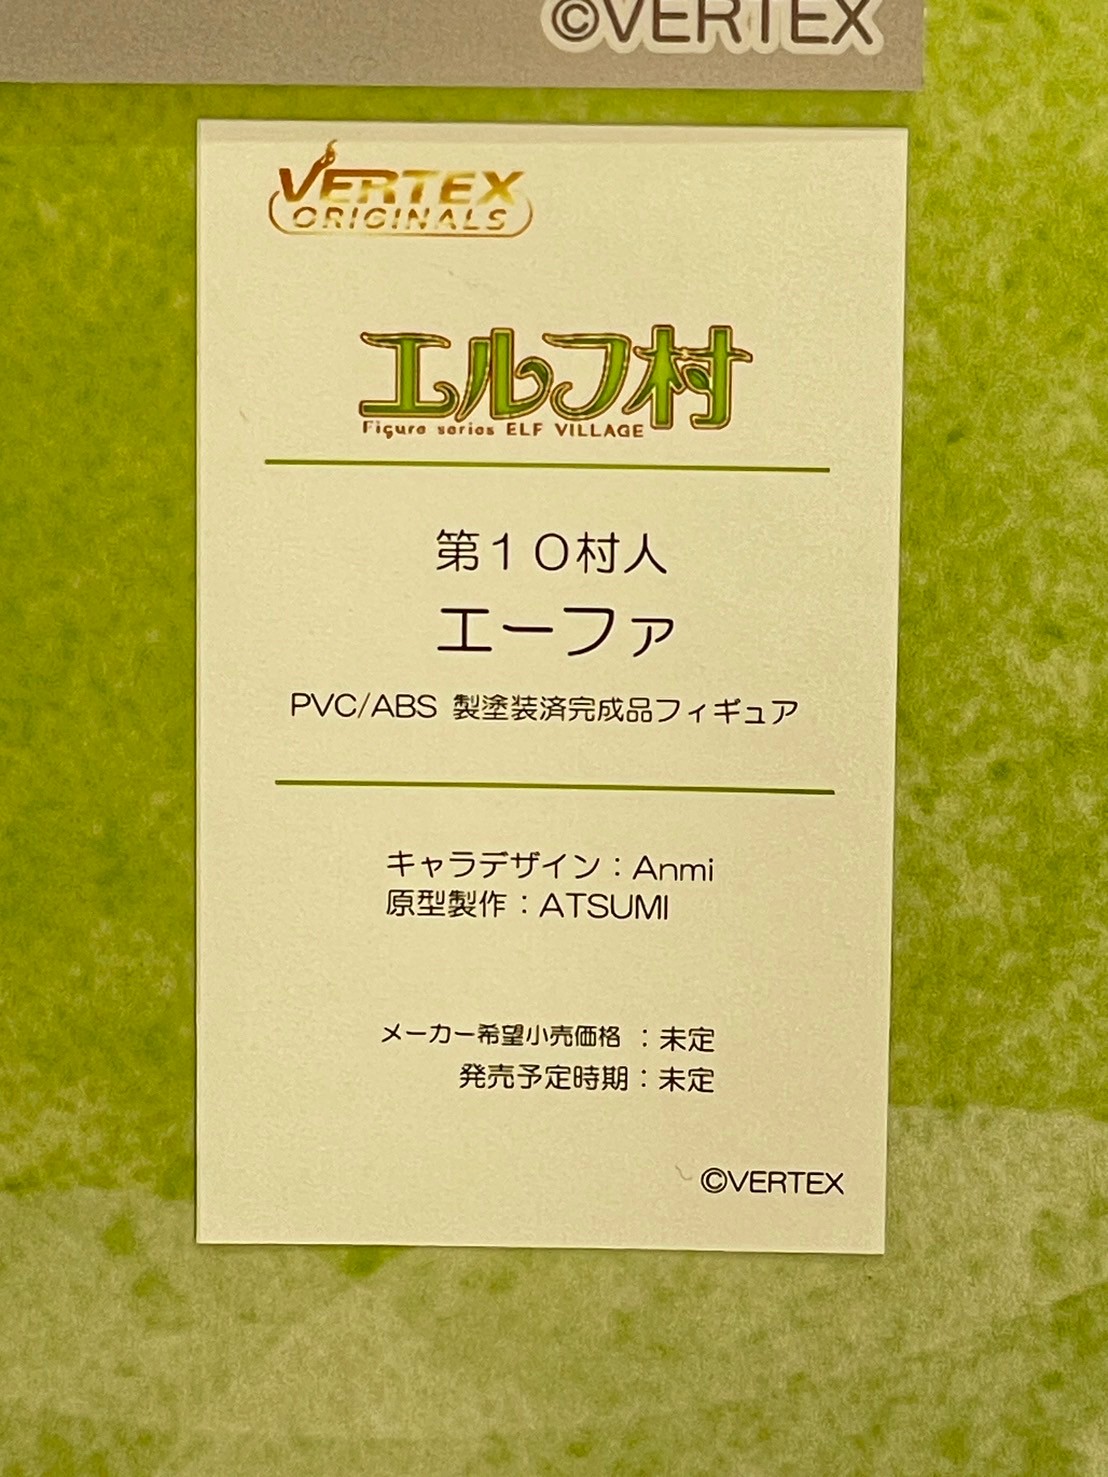 ©VERTEX
VERTEX
ORIGINALS
エルフ村
Figure series ELF VILLAGE
第１０村人
エーファ
PVC/ABS 製塗装済完成品フィギュア
キャラデザイン：Anmi
原型製作：ATSUMI
メーカー希望小売価格 ：未定
発売予定時期：未定
©VERTEX